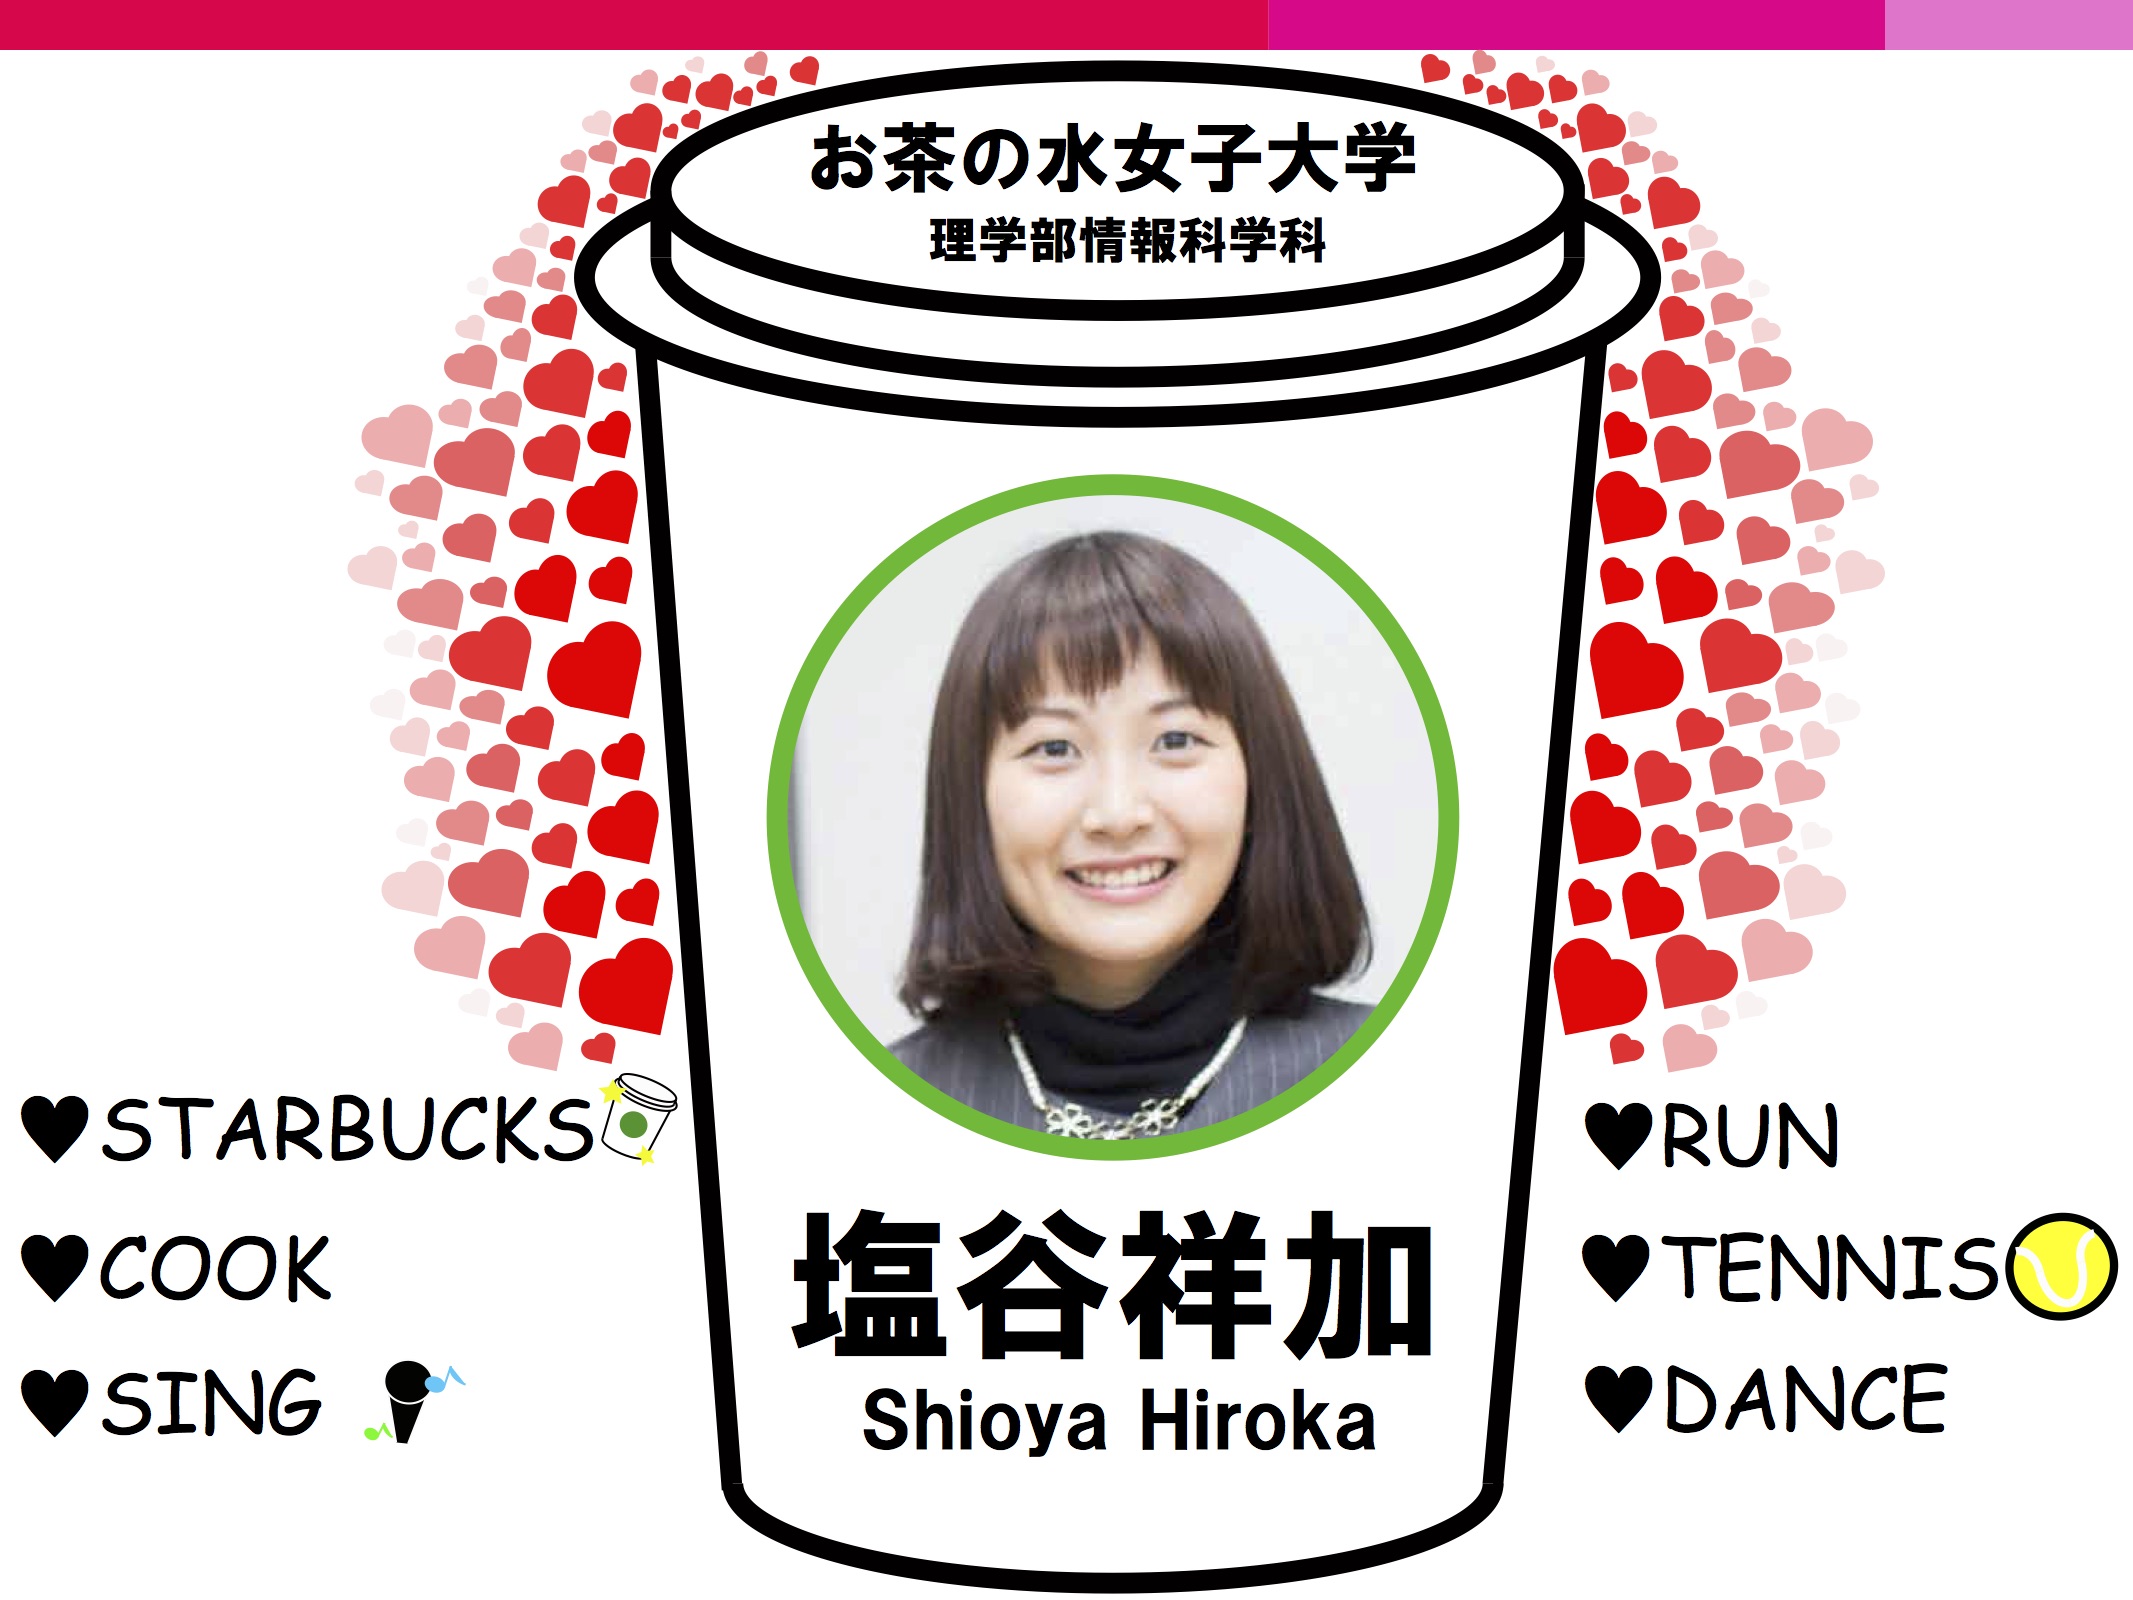 お茶の水女子大学
理学部情報科学科
♥STARBUCKS
♥COOK
♥SING
塩谷祥加
Shioya Hiroka
♥RUN
♥TENNIS
♥DANCE